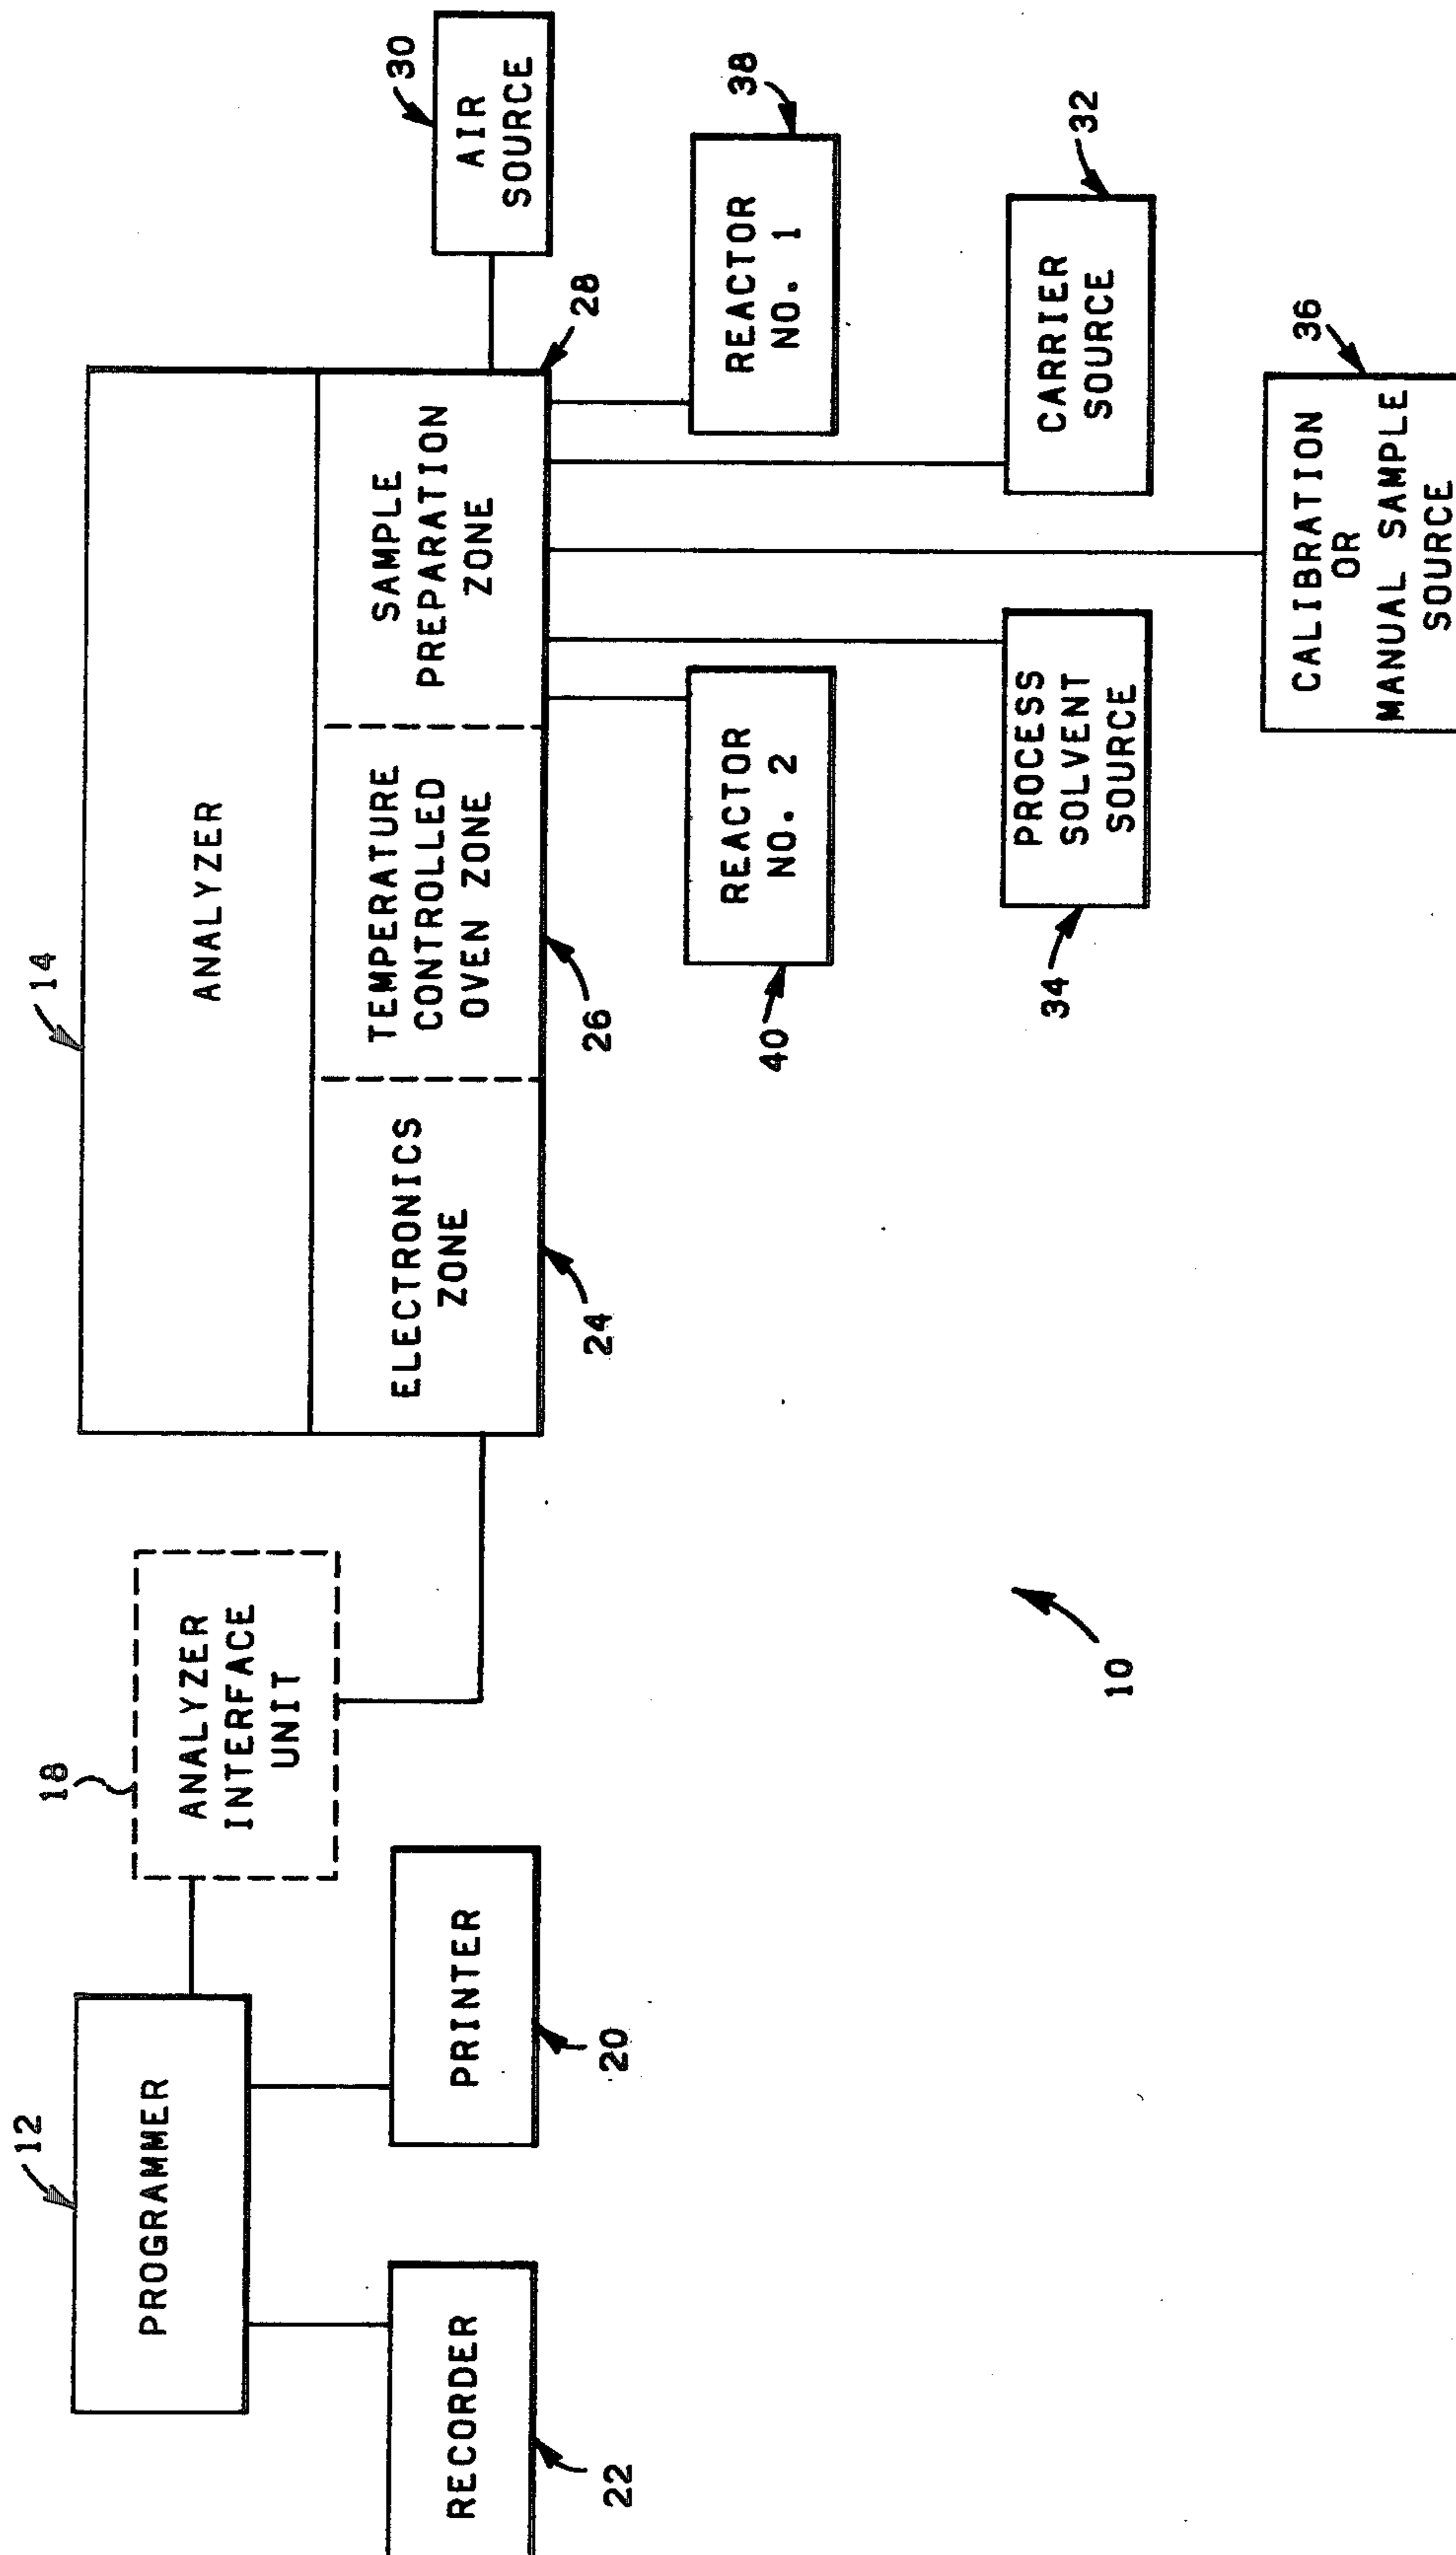 12
PROGRAMMER
RECORDER
22
PRINTER
20
18
ANALYZER
INTERFACE
UNIT
10
14
ANALYZER
ELECTRONICS
ZONE
24
TEMPERATURE
CONTROLLED
OVEN ZONE
26
SAMPLE
PREPARATION
ZONE
28
AIR
SOURCE
30
REACTOR
NO. 2
40
REACTOR
NO. 1
38
PROCESS
SOLVENT
SOURCE
34
CARRIER
SOURCE
32
CALIBRATION
OR
MANUAL SAMPLE
SOURCE
36